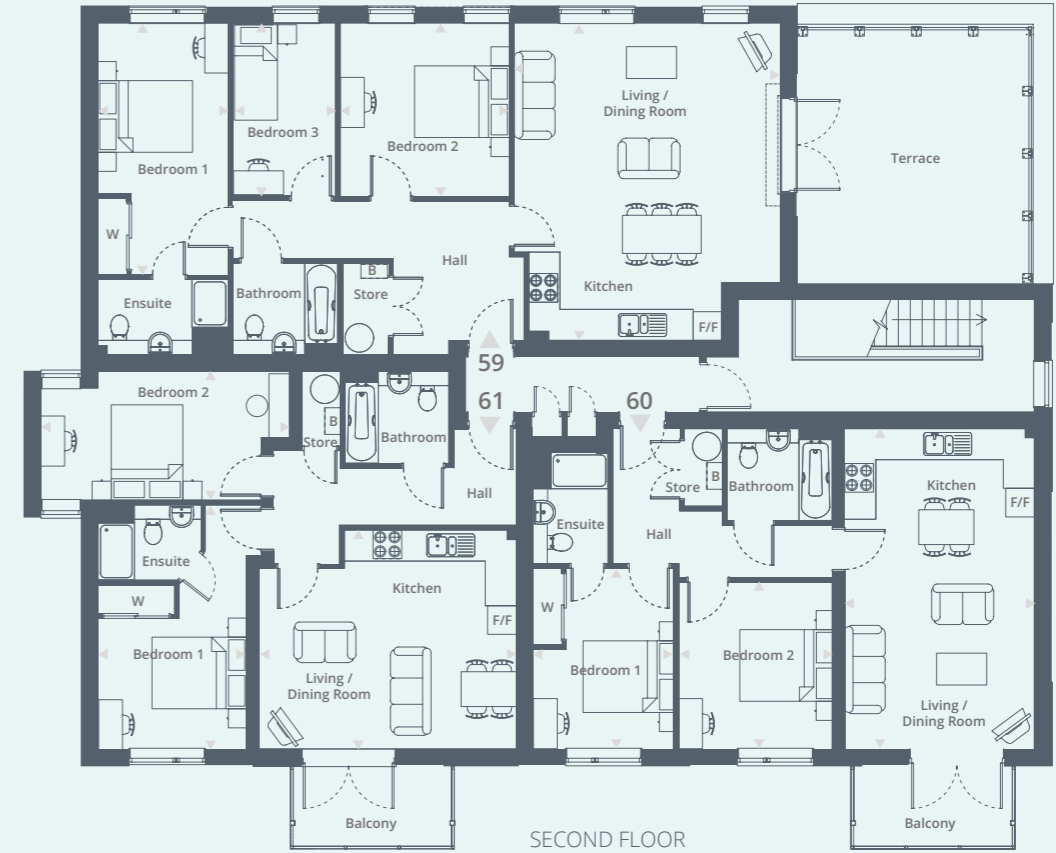 Bedroom 1
Bedroom 3
Bedroom 2
Living /
Dining Room
Terrace
W
Hall
Ensuite
Bathroom
B
Store
Kitchen
F/F
59
61
60
Bedroom 2
B
Store
Bathroom
Hall
Ensuite
W
Bedroom 1
Kitchen
F/F
Living /
Dining Room
Balcony
Store
B
Bathroom
Ensuite
Hall
W
Bedroom 1
Bedroom 2
Kitchen
F/F
Living /
Dining Room
Balcony
SECOND FLOOR